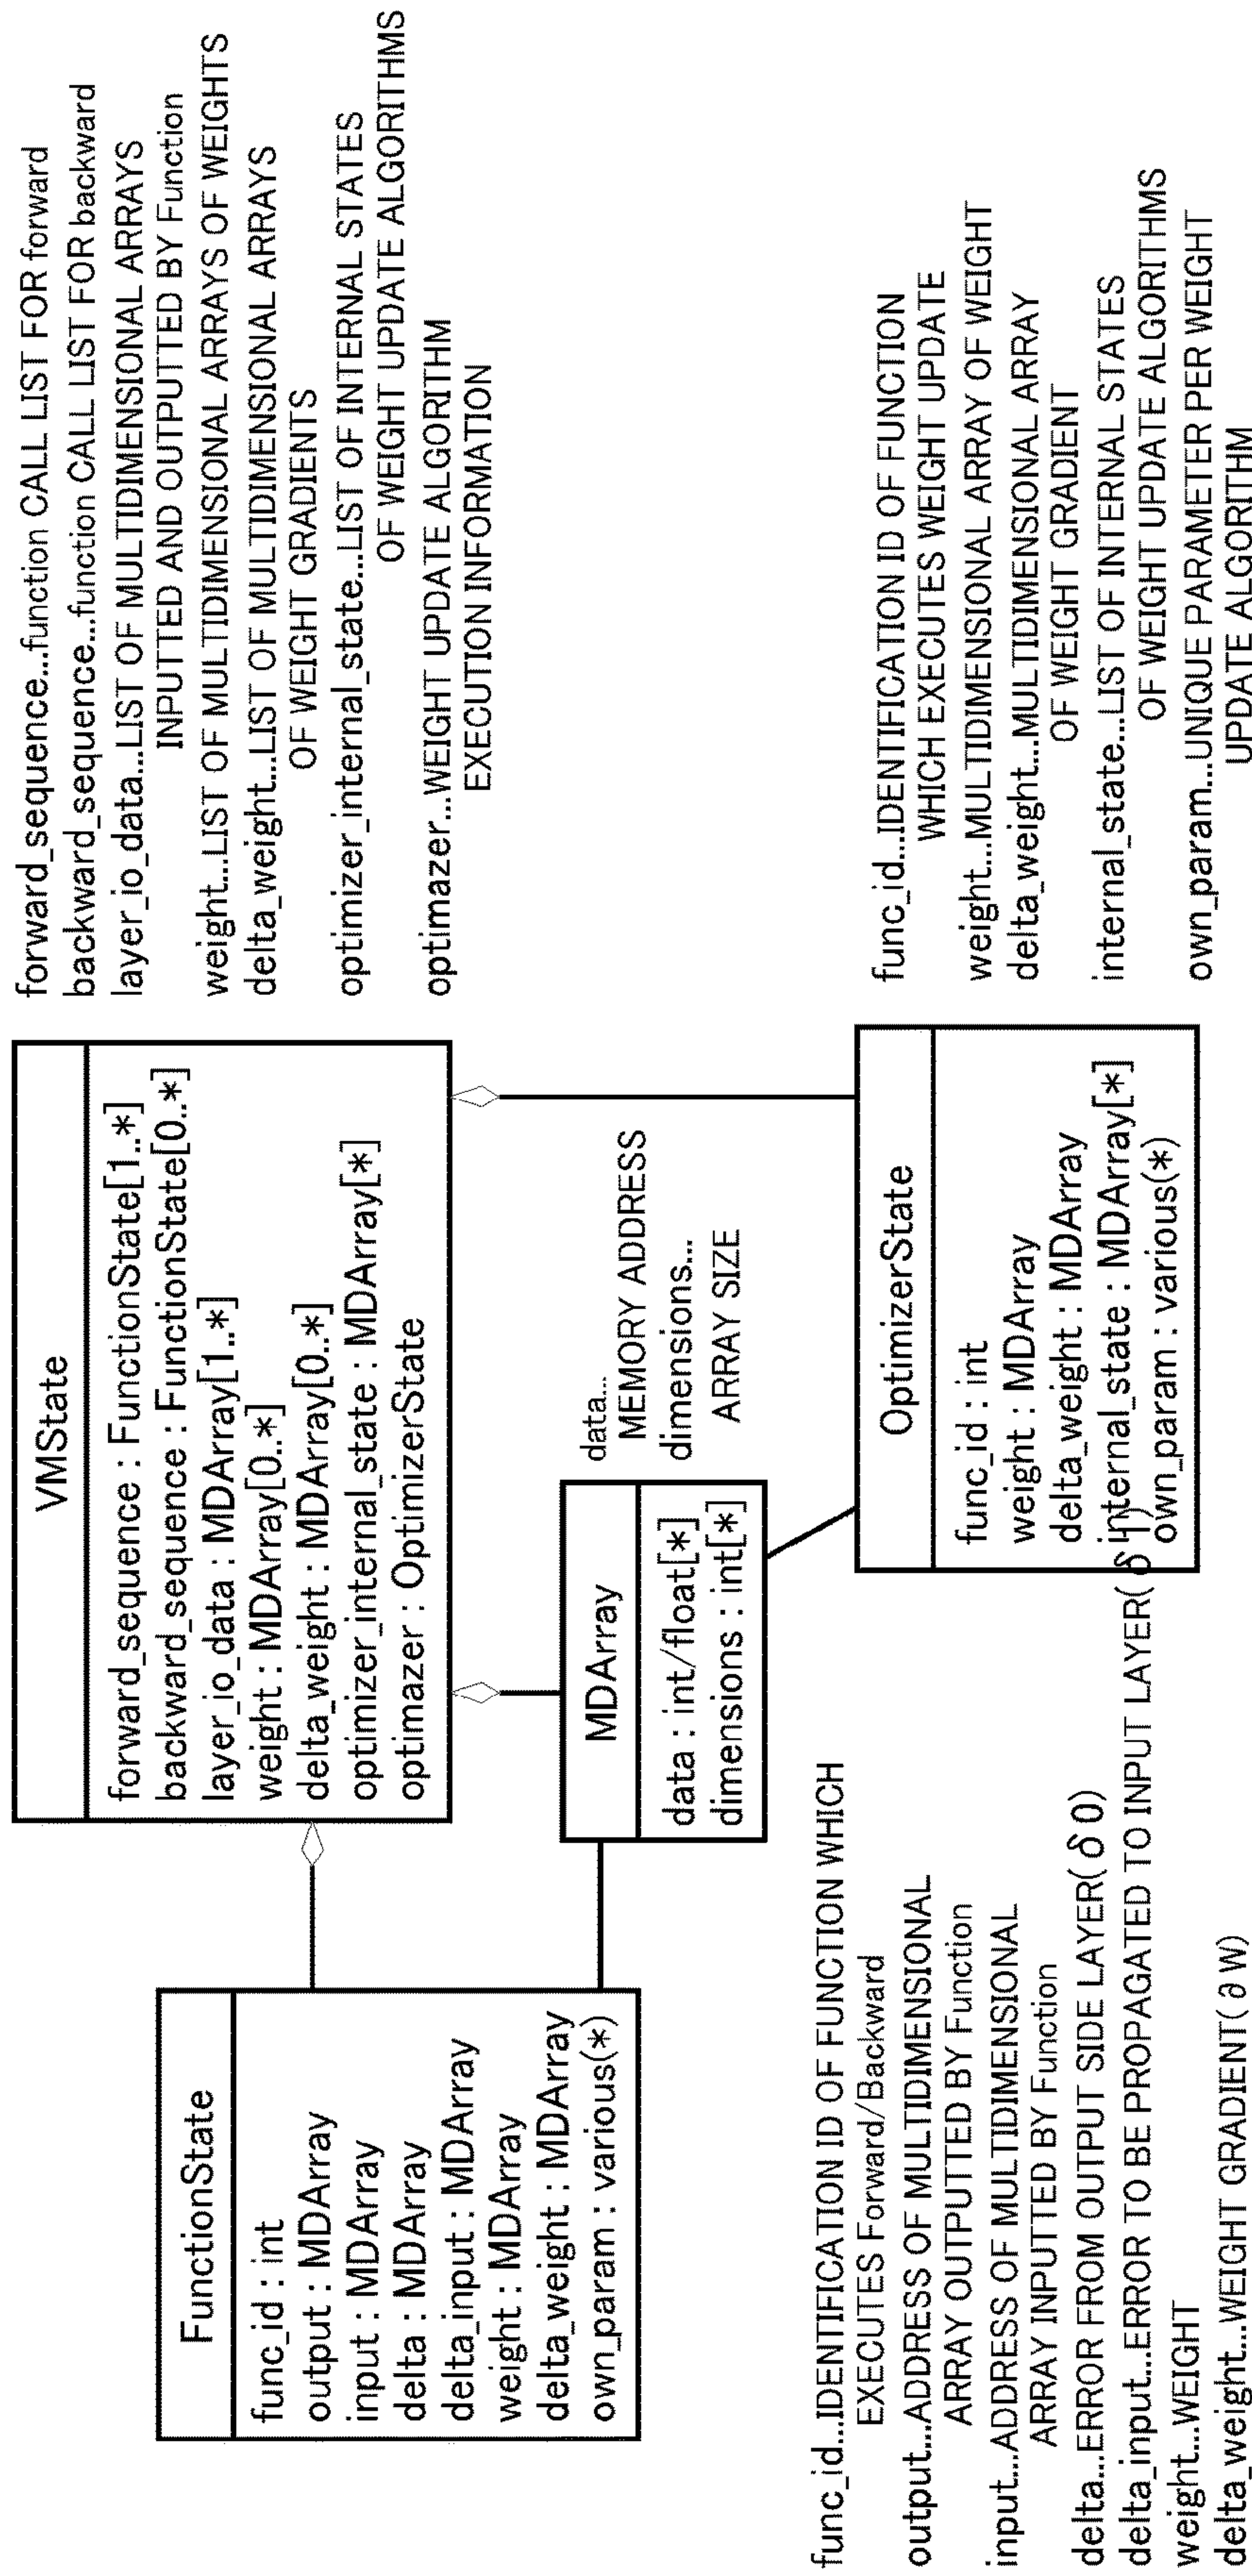 VMState
forward_sequence : FunctionState[1..*]
backward_sequence : FunctionState[0..*]
layer_io_data : MDArray[1..*]
weight : MDArray[0..*]
delta_weight : MDArray[0..*]
optimizer_internal_state : MDArray[*]
optimazer : OptimizerState
forward_sequence...function CALL LIST FOR forward
backward_sequence...function CALL LIST FOR backward
layer_io_data...LIST OF MULTIDIMENSIONAL ARRAYS
INPUTTED AND OUTPUTTED BY Function
weight...LIST OF MULTIDIMENSIONAL ARRAYS OF WEIGHTS
delta_weight...LIST OF MULTIDIMENSIONAL ARRAYS
OF WEIGHT GRADIENTS
optimizer_internal_state...LIST OF INTERNAL STATES
OF WEIGHT UPDATE ALGORITHMS
optimazer...WEIGHT UPDATE ALGORITHM
EXECUTION INFORMATION
FunctionState
func_id : int
output : MDArray
input : MDArray
delta : MDArray
delta_input : MDArray
weight : MDArray
delta_weight : MDArray
own_param : various(*)
MDArray
data : int/float[*]
dimensions : int[*]
data...
MEMORY ADDRESS
dimensions...
ARRAY SIZE
func_id...IDENTIFICATION ID OF FUNCTION WHICH
EXECUTES Forward/Backward
output....ADDRESS OF MULTIDIMENSIONAL
ARRAY OUTPUTTED BY Function
input....ADDRESS OF MULTIDIMENSIONAL
ARRAY INPUTTED BY Function
delta...ERROR FROM OUTPUT SIDE LAYER(δ0)
delta_input...ERROR TO BE PROPAGATED TO INPUT LAYER(δ1)
weight...WEIGHT
delta_weight...WEIGHT GRADIENT(∂W)
OptimizerState
func_id : int
weight : MDArray
delta_weight : MDArray
internal_state : MDArray[*]
own_param : various(*)
func_id...IDENTIFICATION ID OF FUNCTION
WHICH EXECUTES WEIGHT UPDATE
weight...MULTIDIMENSIONAL ARRAY OF WEIGHT
delta_weight...MULTIDIMENSIONAL ARRAY
OF WEIGHT GRADIENT
internal_state...LIST OF INTERNAL STATES
OF WEIGHT UPDATE ALGORITHMS
own_param...UNIQUE PARAMETER PER WEIGHT
UPDATE ALGORITHM